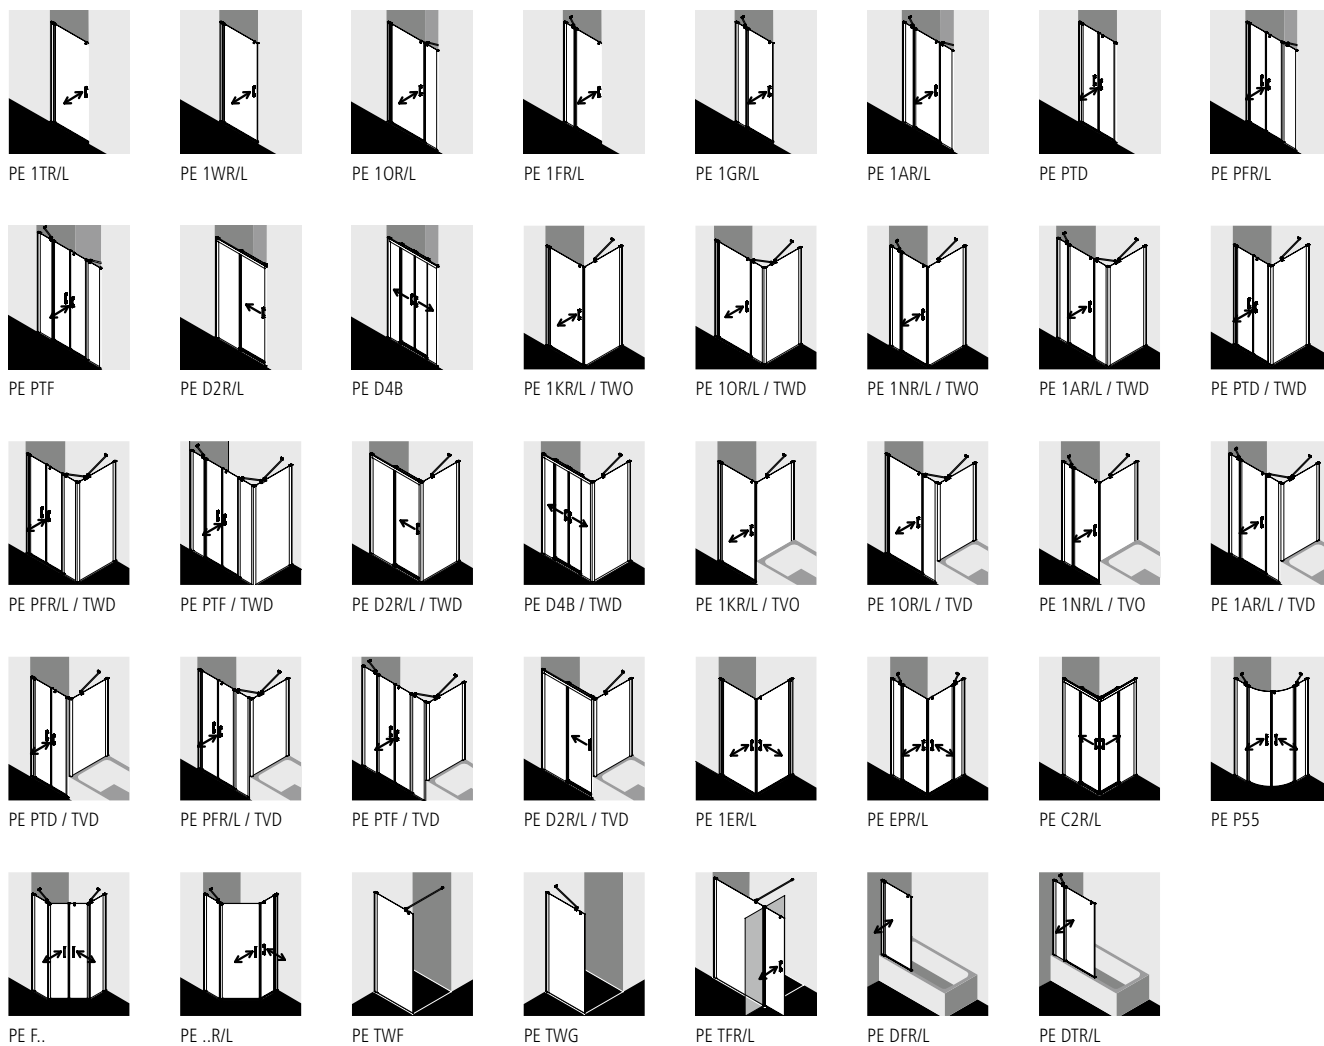 PE 1TR/L PE 1WR/L PE 1OR/L PE 1FR/L PE 1GR/L PE 1AR/L PE PTD PE PFR/L
PE PTF PE D2R/L PE D4B PE 1KR/L / TWO PE 1OR/L / TWD PE 1NR/L / TWO PE 1AR/L / TWD PE PTD / TWD
PE PFR/L / TWD PE PTF / TWD PE D2R/L / TWD PE D4B / TWD PE 1KR/L / TVO PE 1OR/L / TVD PE 1NR/L / TVO PE 1AR/L / TVD
PE PTD / TVD PE PFR/L / TVD PE PTF / TVD PE D2R/L / TVD PE 1ER/L PE EPR/L PE C2R/L PE P55
PE F.. PE ..R/L PE TWF PE TWG PE TFR/L PE DFR/L PE DTR/L